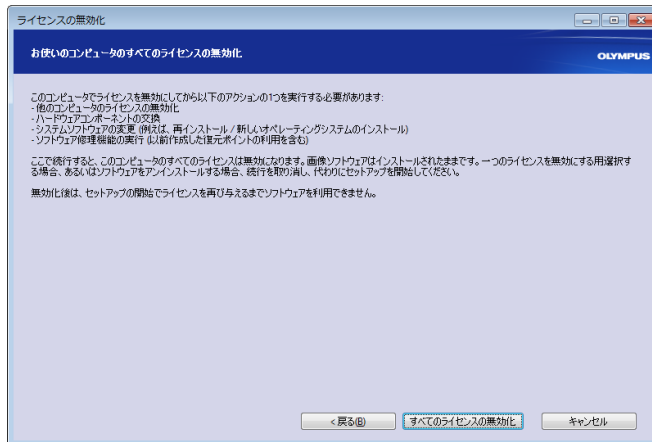 ライセンスの無効化
お使いのコンピュータのすべてのライセンスの無効化
OLYMPUS
このコンピュータでライセンスを無効にしてから以下のアクションの1つを実行する必要があります:
- 他のコンピュータのライセンスの無効化
- ハードウェアコンポーネントの交換
- システムソフトウェアの変更 (例えば、再インストール / 新しいオペレーティングシステムのインストール)
- ソフトウェア修理機能の実行 (以前作成した復元ポイントの利用を含む)
ここで続行すると、このコンピュータのすべてのライセンスは無効になります。画像ソフトウェアはインストールされたままです。一つのライセンスを無効にする用選択す
る場合、あるいはソフトウェアをアンインストールする場合、続行を取り消し、代わりにセットアップを開始してください。
無効化後は、セットアップの開始でライセンスを再び与えるまでソフトウェアを利用できません。
< 戻る(B)
すべてのライセンスの無効化
キャンセル